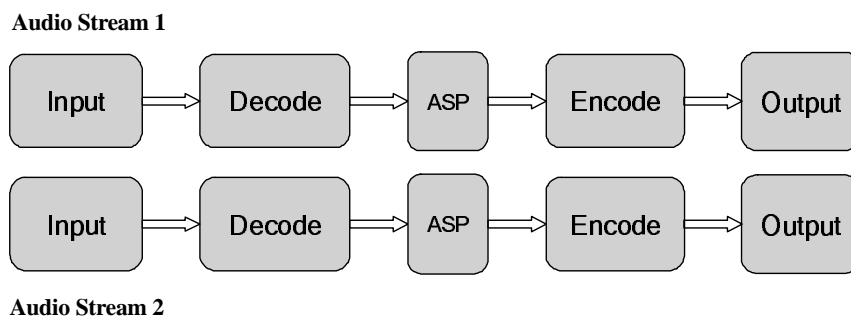 Audio Stream 1
Input Decode ASP Encode Output
Input Decode ASP Encode Output
Audio Stream 2